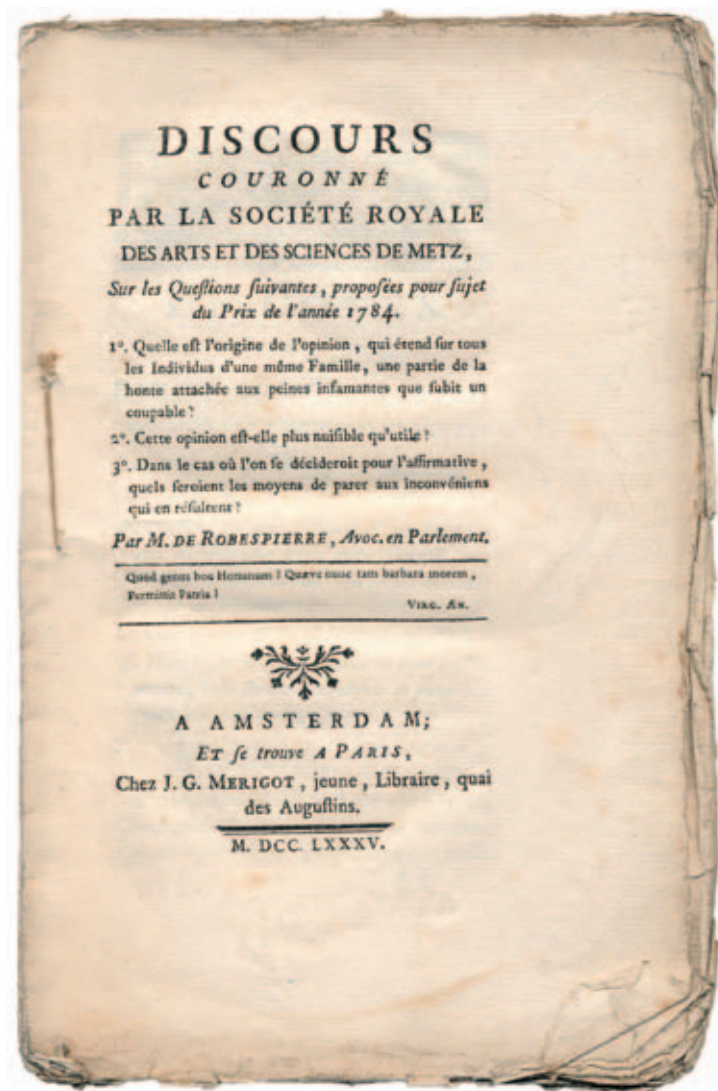 DISCOURS
COURONNÉ
PAR LA SOCIÉTÉ ROYALE
DES ARTS ET DES SCIENCES DE METZ,
Sur les Queſtions ſuivantes, propoſées pour ſujet
du Prix de l'année 1784.
1°. Quelle eſt l'origine de l'opinion, qui étend ſur tous
les Individus d'une même Famille, une partie de la
honte attachée aux peines infamantes que ſubit un
coupable?
2°. Cette opinion eſt-elle plus nuiſible qu'utile?
3°. Dans le cas où l'on ſe décideroit pour l'affirmative,
quels ſeroient les moyens de parer aux inconvéniens
qui en réſultent?
Par M. DE ROBESPIERRE, Avoc. en Parlement.
Quod genus hoc Hominum? Quæve hunc tam barbara morem,
Permittit Patria?
VIRG. ÆN.
A AMSTERDAM;
ET ſe trouve A PARIS,
Chez J. G. MERIGOT, jeune, Libraire, quai
des Auguſtins.
M. DCC. LXXXV.